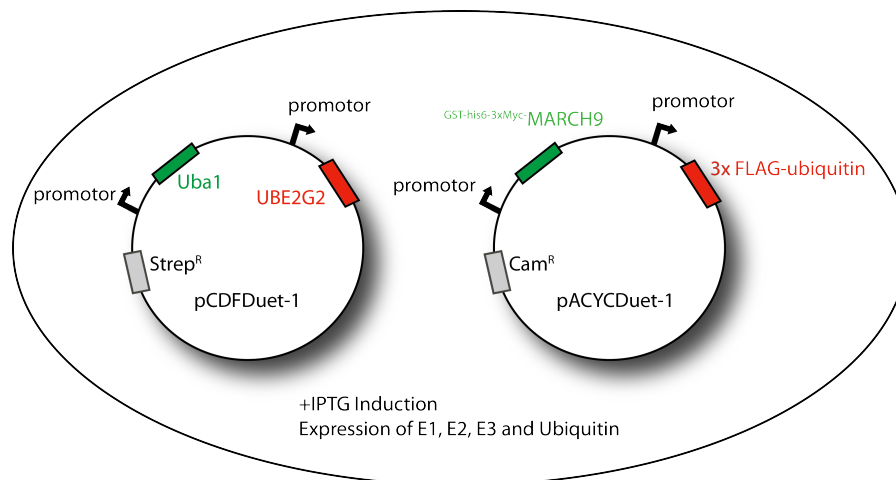 promotor
promotor
Uba1
UBE2G2
Strep^R
pCDFDuet-1
promotor
GST-his6-3xMyc-MARCH9
promotor
3x FLAG-ubiquitin
Cam^R
pACYCDuet-1
+IPTG Induction
Expression of E1, E2, E3 and Ubiquitin